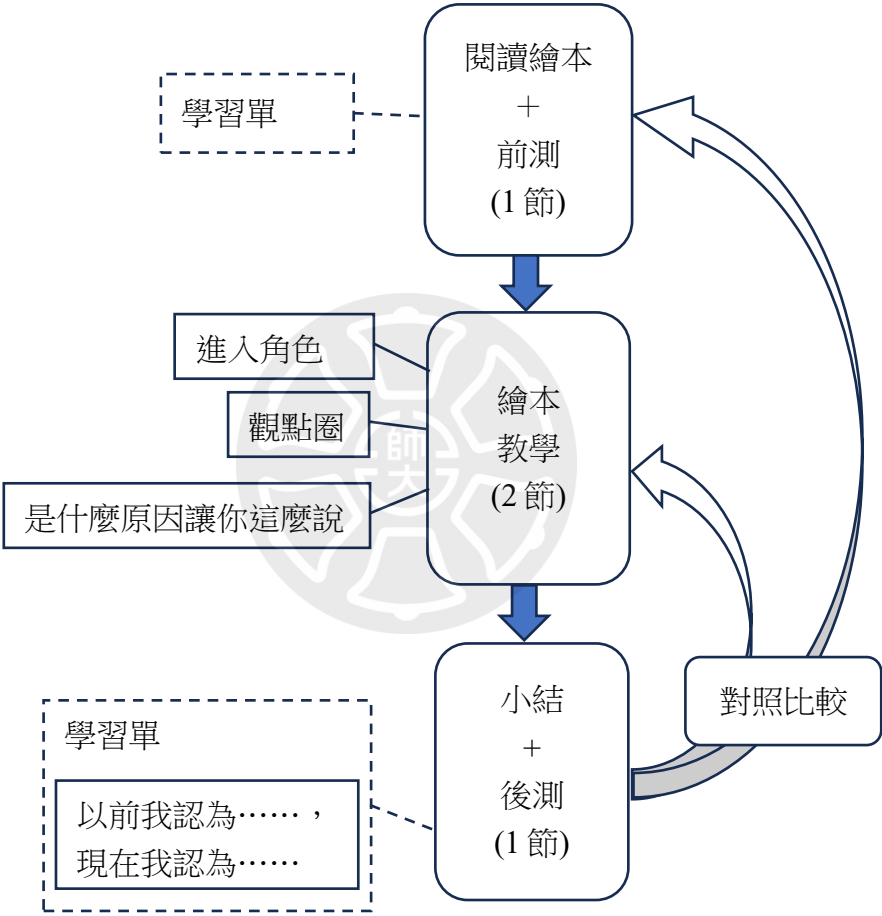 閱讀繪本
+
前測
(1 節)
學習單
進入角色
觀點圈
是什麼原因讓你這麼說
繪本
教學
(2 節)
師大
小結
+
後測
(1 節)
對照比較
學習單
以前我認為⋯⋯，
現在我認為⋯⋯